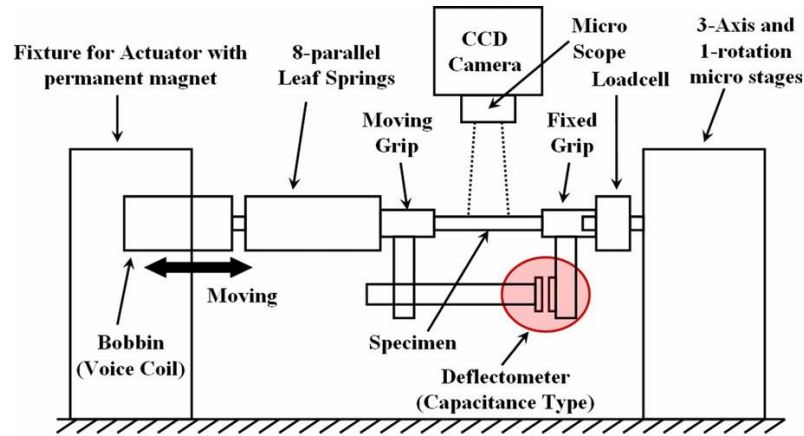 Fixture for Actuator with
permanent magnet
8-parallel
Leaf Springs
CCD
Camera
Micro
Scope
3-Axis and
1-rotation
micro stages
Loadcell
Moving
Grip
Fixed
Grip
Moving
Bobbin
(Voice Coil)
Specimen
Deflectometer
(Capacitance Type)